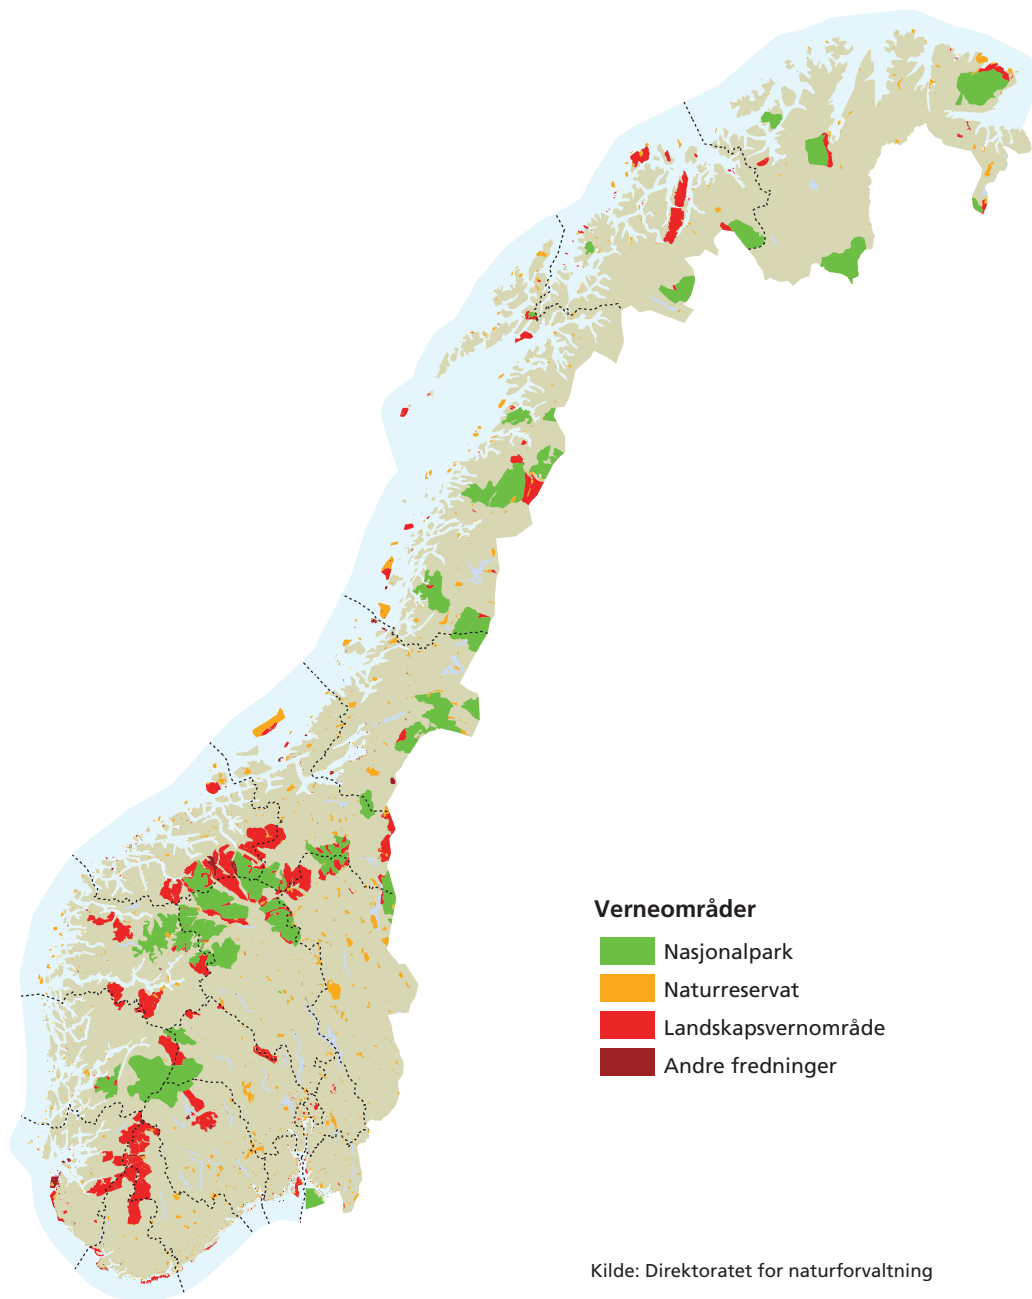 Verneområder
Nasjonalpark
Naturreservat
Landskapsvernområde
Andre fredninger
Kilde: Direktoratet for naturforvaltning